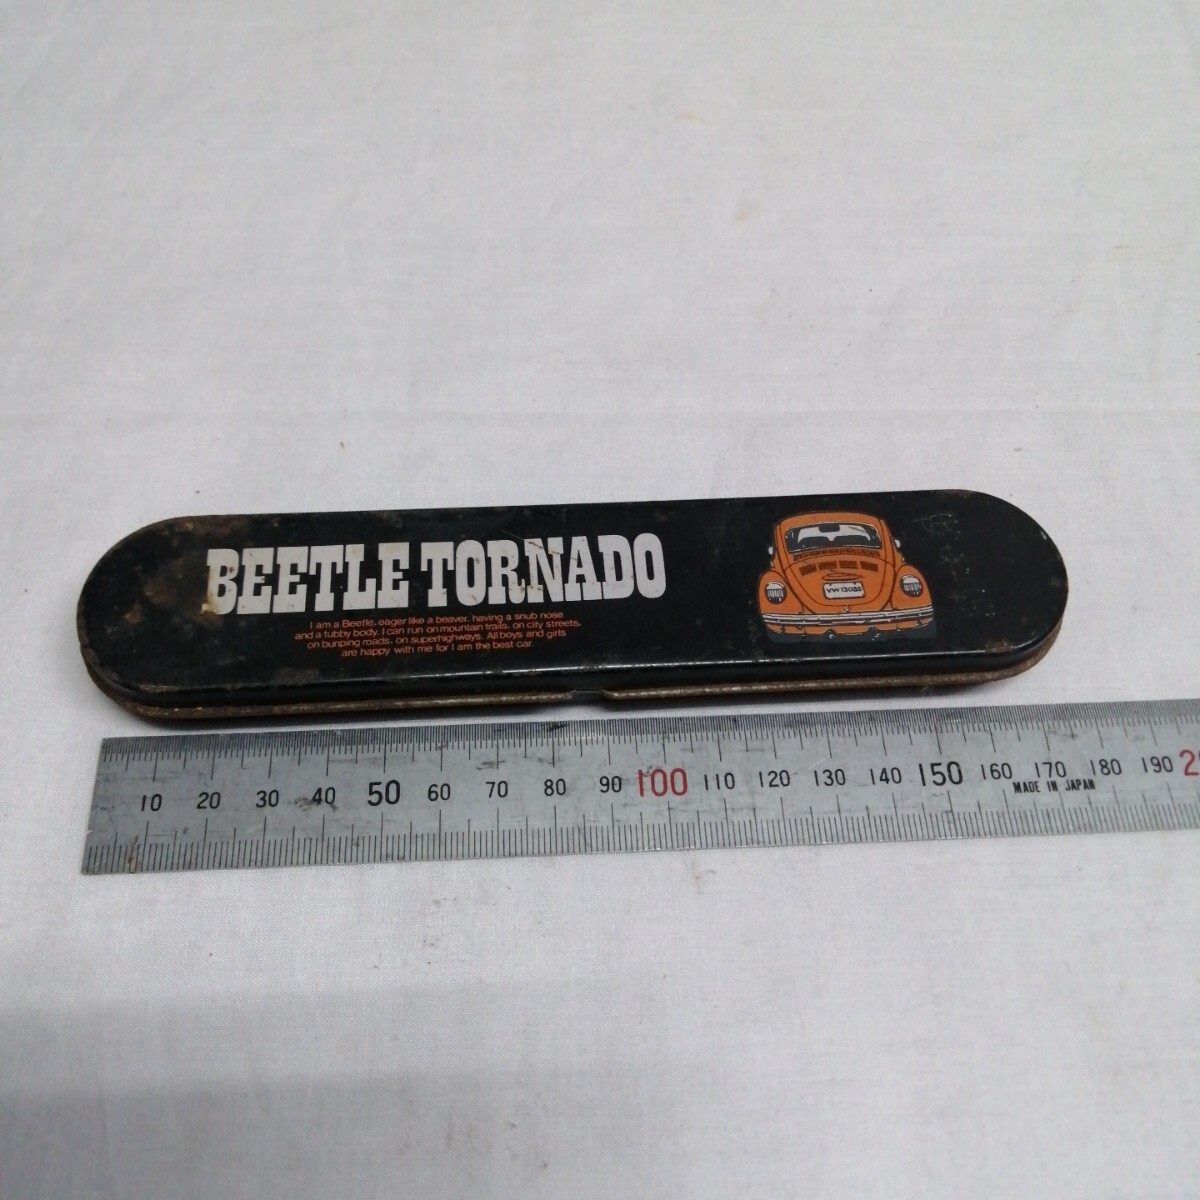 BEETLE TORNADO
I am a Beetle, eager like a beaver, having a snub nose
and a tubby body. I can run on mountain trails, on city streets,
on bunping roads, on superhighways. All boys and girls
are happy with me for I am the best car.
10 20 30 40 50 60 70 80 90 100 110 120 130 140 150 160 170 180 190
MADE IN JAPAN